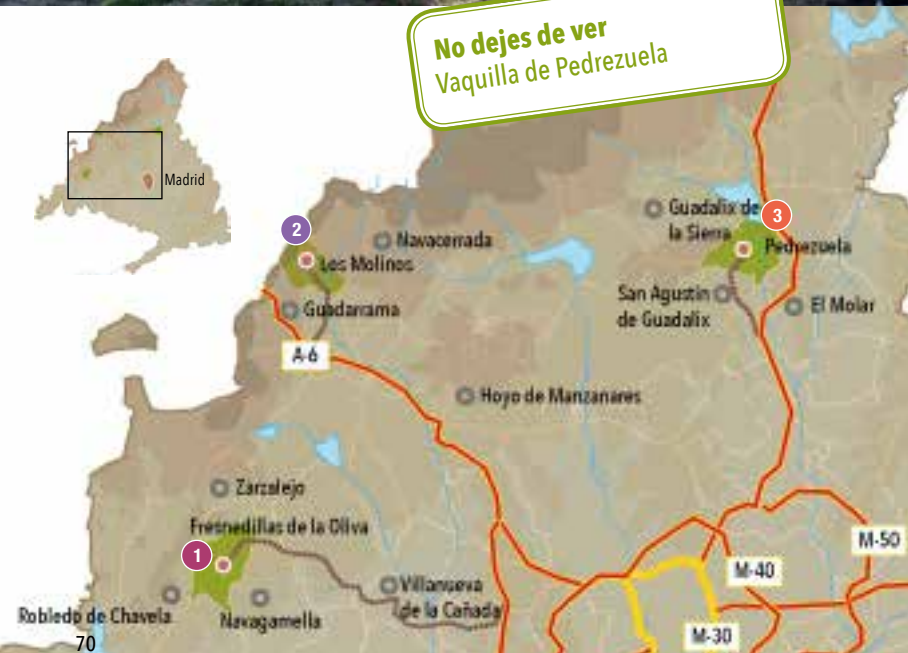 No dejes de ver
Vaquilla de Pedrezuela
Madrid
2
Navacerrada
Los Molinos
Guadarrama
A-6
Guadalix de
la Sierra
3
Pedrezuela
San Agustín
de Guadalix
El Molar
Hoyo de Manzanares
Zarzalejo
Fresnedillas de la Oliva
1
Robledo de Chavela
Navagamella
Villanueva
de la Cañada
M-50
M-40
M-30
70